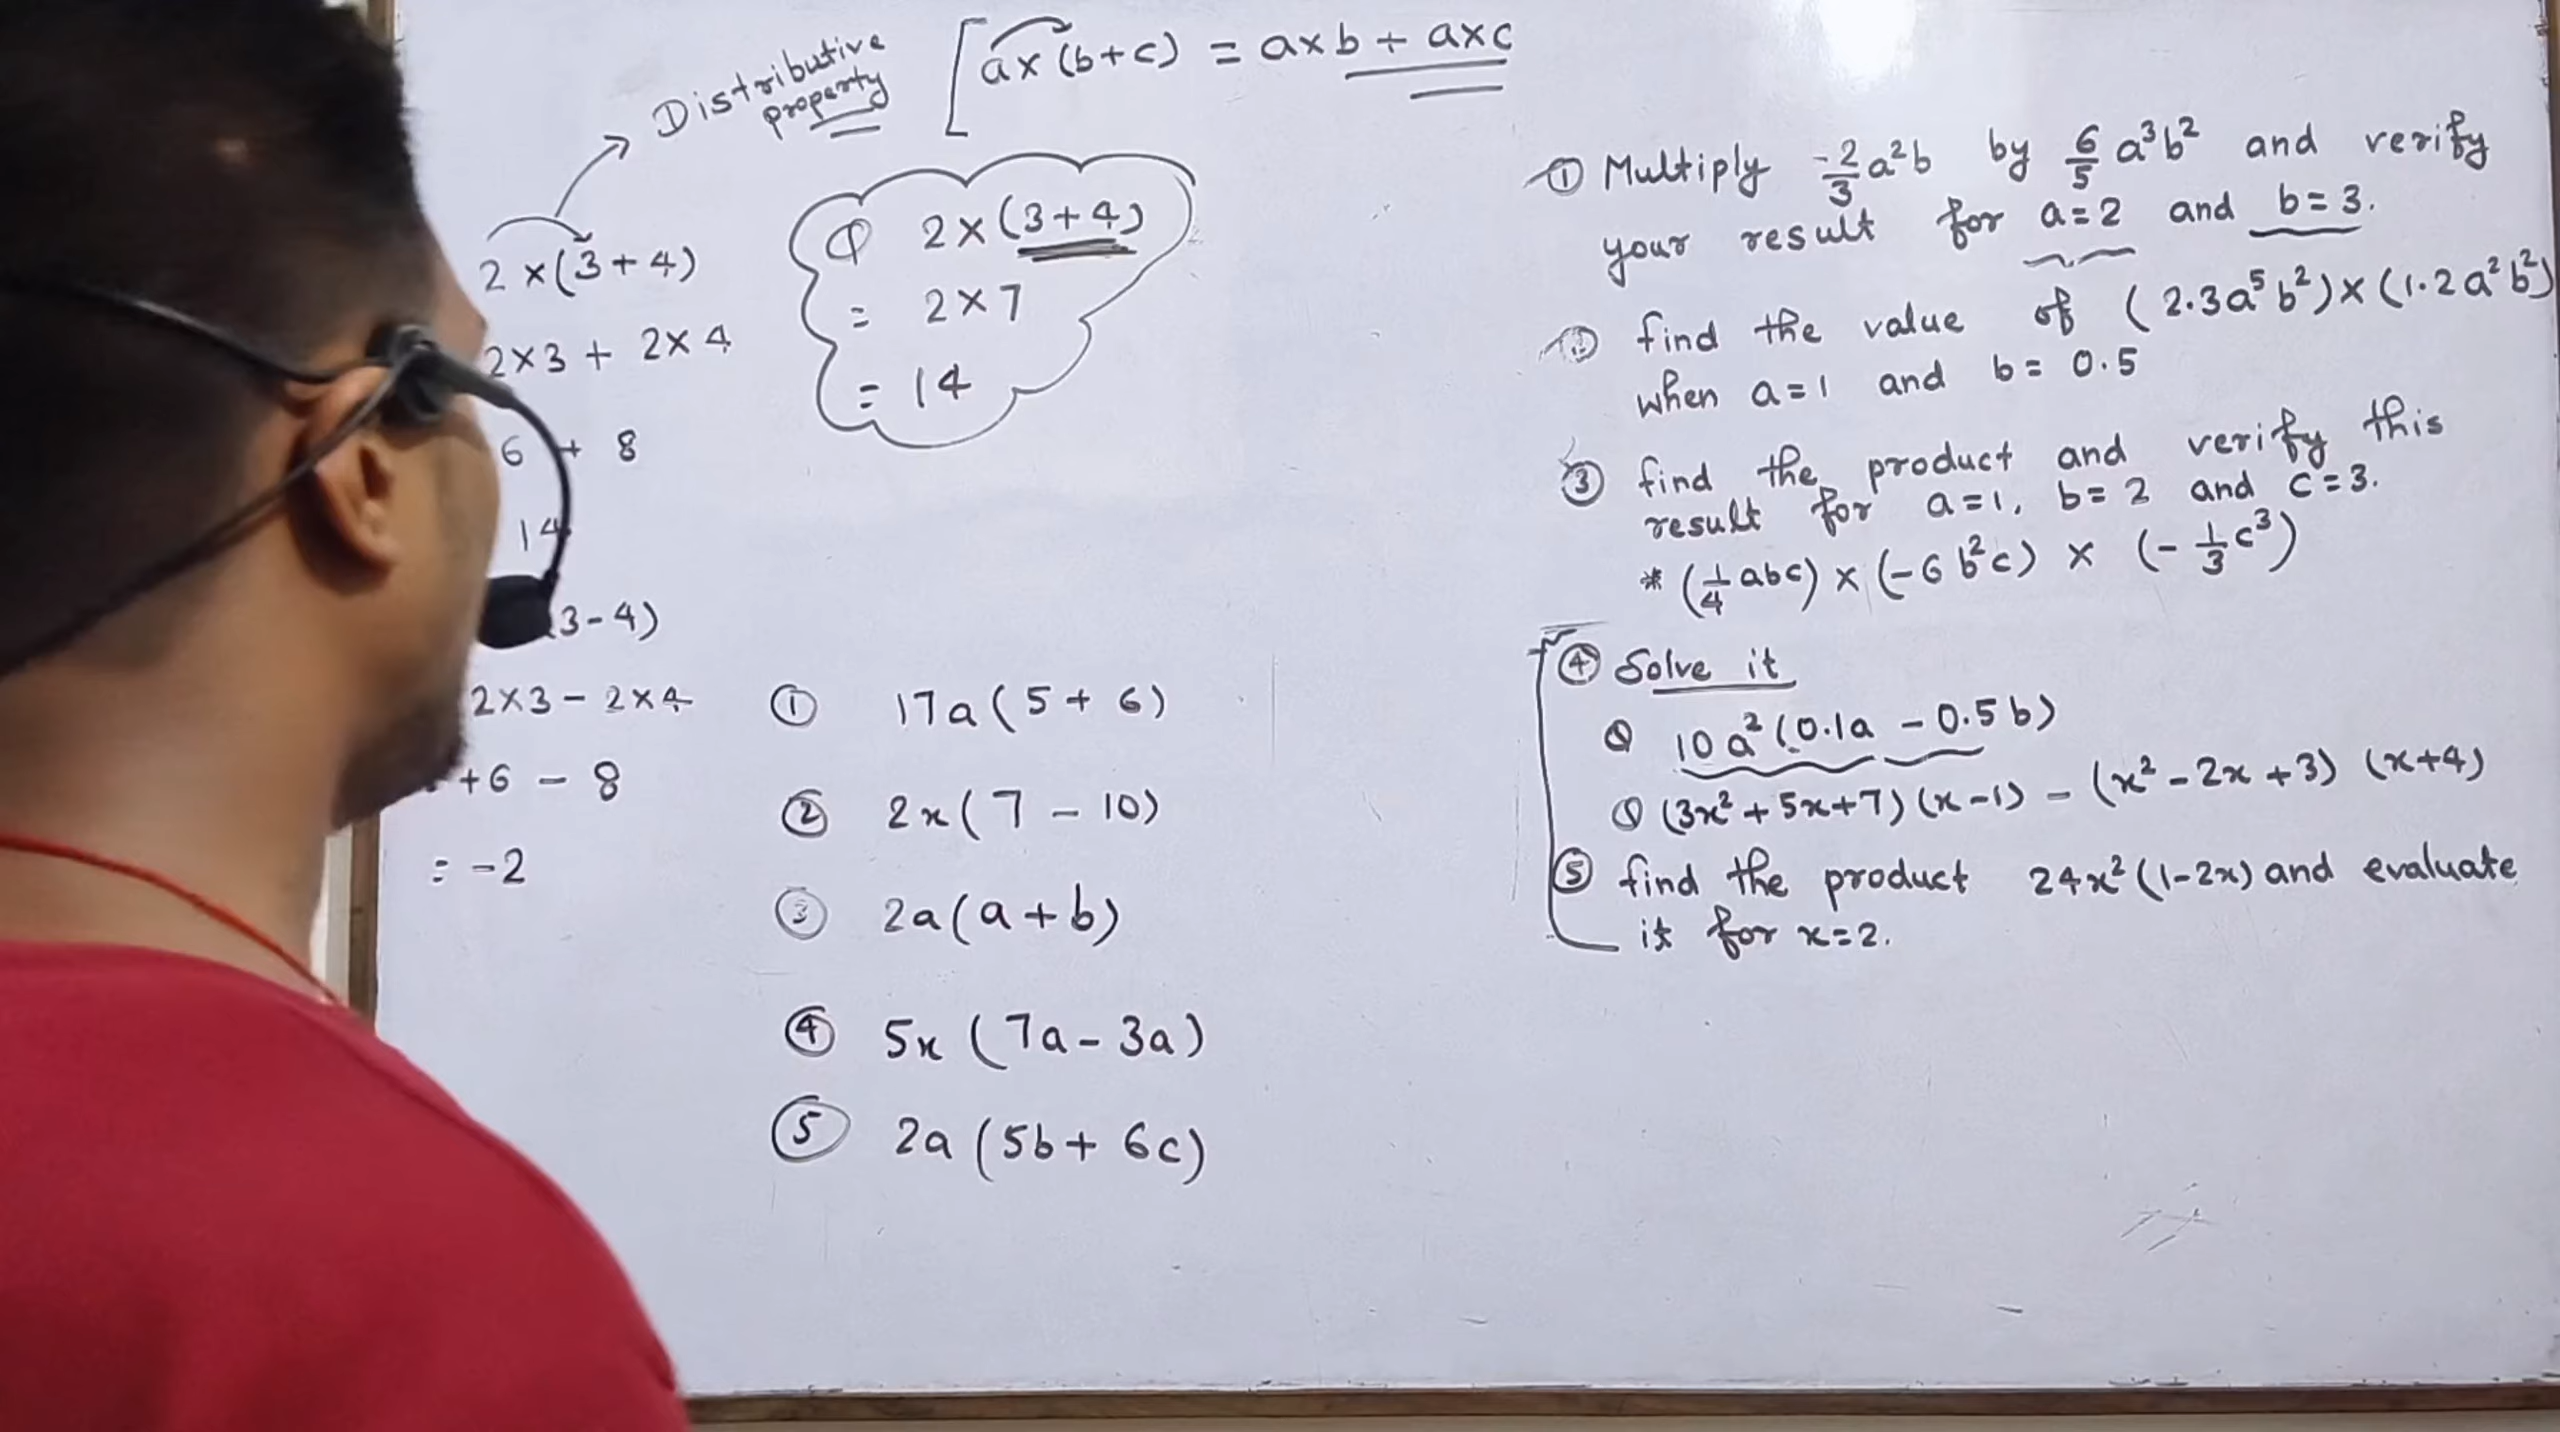 Distributive
property
a×(b+c) = a×b + a×c
2×(3+4)
2×3 + 2×4
6 + 8
14
3-4)
2×3 - 2×4
+6 - 8
= -2
2×(3+4)
= 2×7
= 14
① 17a(5+6)
② 2x(7-10)
③ 2a(a+b)
④ 5x(7a-3a)
⑤ 2a(5b+6c)
① Multiply -2/3 a²b by 6/5 a³b² and verify
your result for a=2 and b=3.
② find the value of (2.3a⁵b²)×(1.2a²b²)
when a=1 and b=0.5
③ find the product and verify this
result for a=1, b=2 and c=3.
* (1/4 abc)×(-6b²c)×(-1/3 c³)
④ Solve it
10a²(0.1a - 0.5b)
(3x²+5x+7)(x-1) - (x²-2x+3)(x+4)
⑤ find the product 24x²(1-2x) and evaluate
it for x=2.